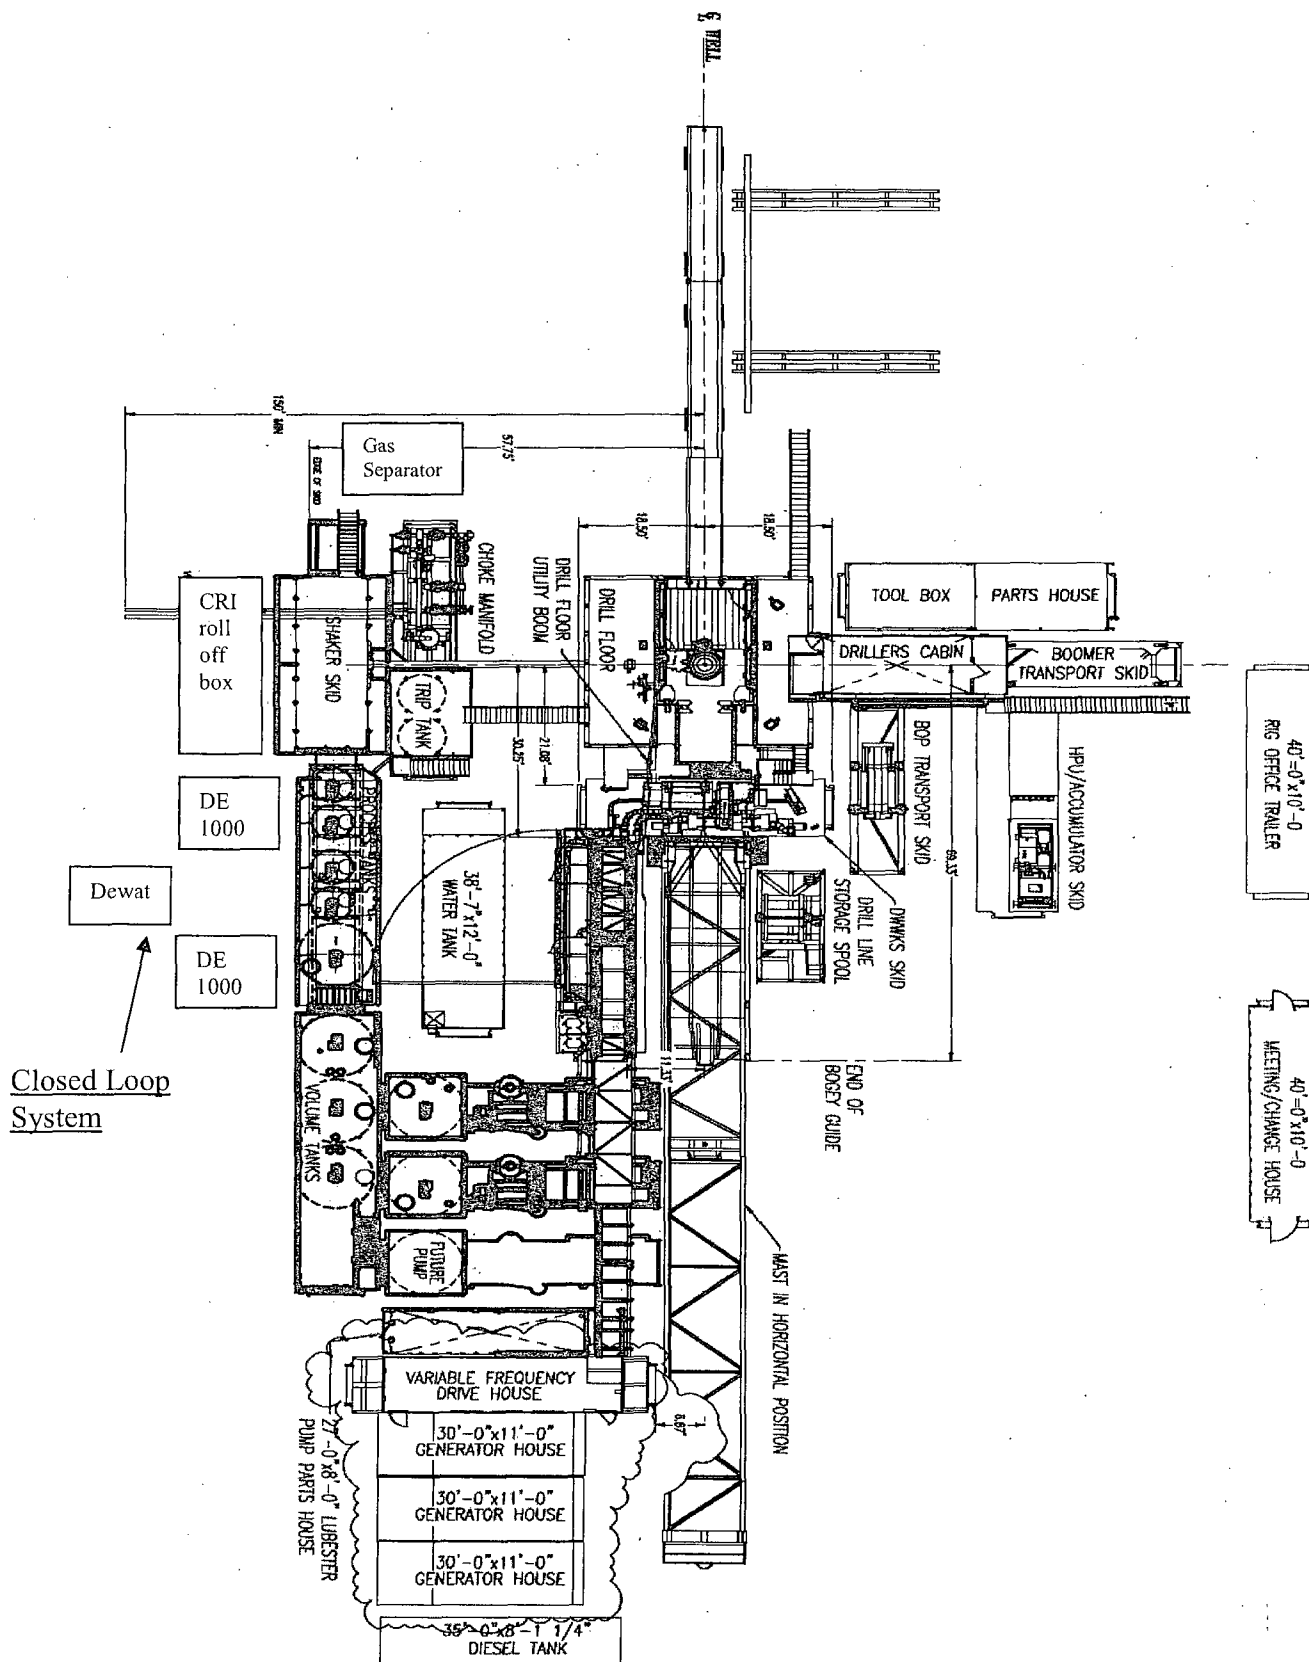 ℄ WELL
150' MIN
57.75'
Gas
Separator
EDGE OF SKID
18.50'
18.50'
CHOKE MANIFOLD
DRILL FLOOR
UTILITY BOOM
DRILL FLOOR
TOOL BOX
PARTS HOUSE
CRI
roll
off
box
SHAKER SKID
DRILLERS CABIN
BOOMER
TRANSPORT SKID
TRIP TANK
30.25'
21.08'
BOP TRANSPORT SKID
HPU/ACCUMULATOR SKID
40'=0"x10'-0
RIG OFFICE TRAILER
DE
1000
PROCESS TANKS
38'-7"x12'-0"
WATER TANK
69.33'
Dewat
DRILL LINE
STORAGE SPOOL
DWWKS SKID
DE
1000
11.33'
END OF
BOGEY GUIDE
40'=0"x10'-0
MEETING/CHANGE HOUSE
Closed Loop
System
VOLUME TANKS
FUTURE
PUMP
MAST IN HORIZONTAL POSITION
VARIABLE FREQUENCY
DRIVE HOUSE
8.67'
27'-0"x8'-0" LUBESTER
PUMP PARTS HOUSE
30'-0"x11'-0"
GENERATOR HOUSE
30'-0"x11'-0"
GENERATOR HOUSE
30'-0"x11'-0"
GENERATOR HOUSE
35'-0"x8'-1 1/4"
DIESEL TANK